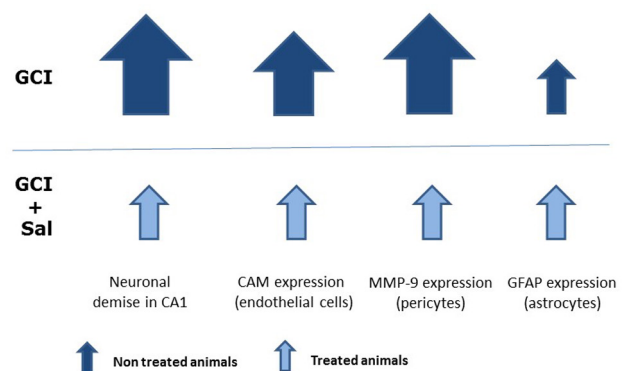 GCI
GCI
+
Sal
Neuronal
demise in CA1
CAM expression
(endothelial cells)
MMP-9 expression
(pericytes)
GFAP expression
(astrocytes)
Non treated animals
Treated animals